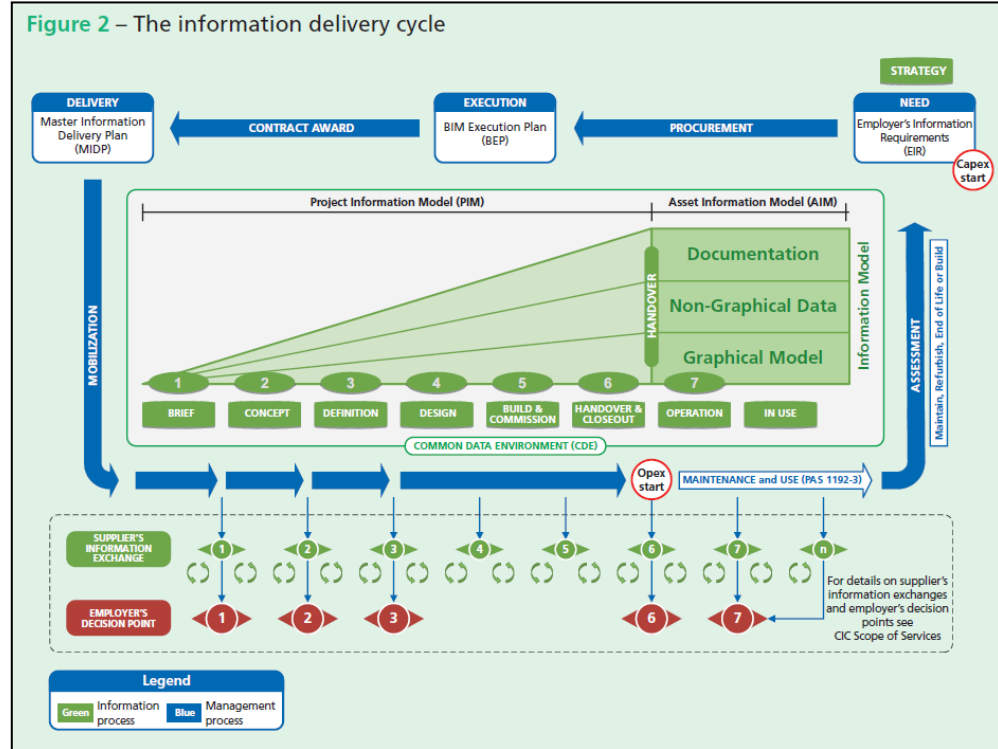 Figure 2 – The information delivery cycle
STRATEGY
DELIVERY
Master Information
Delivery Plan
(MIDP)
CONTRACT AWARD
EXECUTION
BIM Execution Plan
(BEP)
PROCUREMENT
NEED
Employer's Information
Requirements
(EIR)
Capex
start
Project Information Model (PIM)
Asset Information Model (AIM)
MOBILIZATION
HANDOVER
Documentation
Non-Graphical Data
Graphical Model
Information Model
ASSESSMENT
Maintain, Refurbish, End of Life or Build
1
2
3
4
5
6
7
BRIEF
CONCEPT
DEFINITION
DESIGN
BUILD &
COMMISSION
HANDOVER &
CLOSEOUT
OPERATION
IN USE
COMMON DATA ENVIRONMENT (CDE)
Opex
start
MAINTENANCE and USE (PAS 1192-3)
SUPPLIER'S
INFORMATION
EXCHANGE
1
2
3
4
5
6
7
n
EMPLOYER'S
DECISION POINT
1
2
3
6
7
For details on supplier's
information exchanges
and employer's decision
points see
CIC Scope of Services
Legend
Green
Information
process
Blue
Management
process